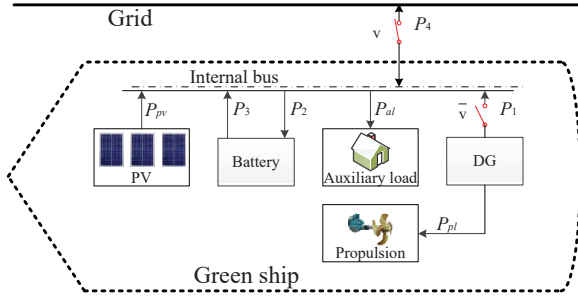 Grid
v P₄
Internal bus
Pₚᵥ P₃ P₂ Pₐₗ v̅ P₁
PV
Battery
Auxiliary load
DG
Pₚₗ
Propulsion
Green ship